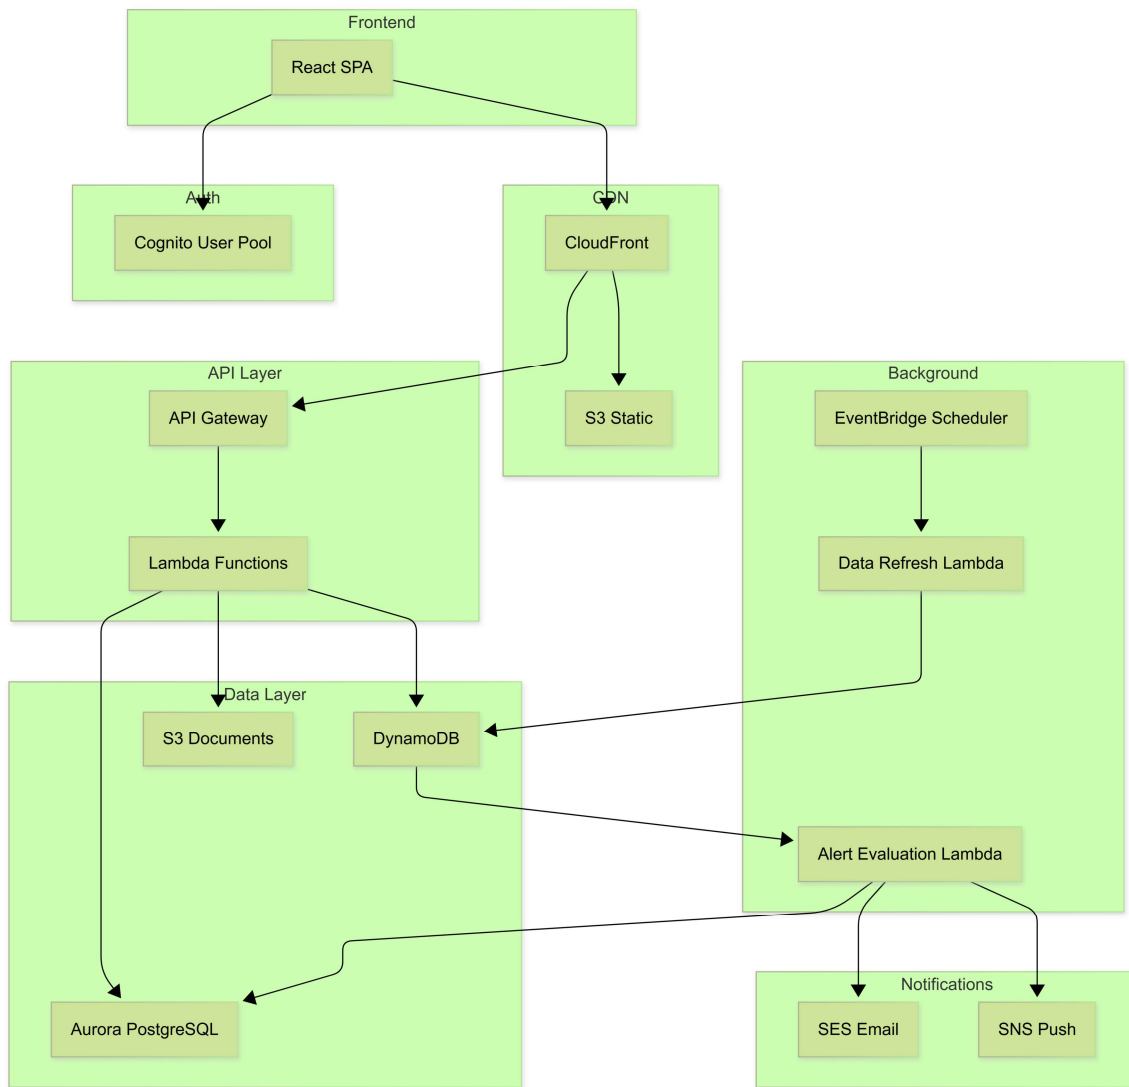 Frontend
React SPA
Auth
Cognito User Pool
CDN
CloudFront
S3 Static
API Layer
API Gateway
Lambda Functions
Background
EventBridge Scheduler
Data Refresh Lambda
Alert Evaluation Lambda
Data Layer
S3 Documents
DynamoDB
Aurora PostgreSQL
Notifications
SES Email
SNS Push